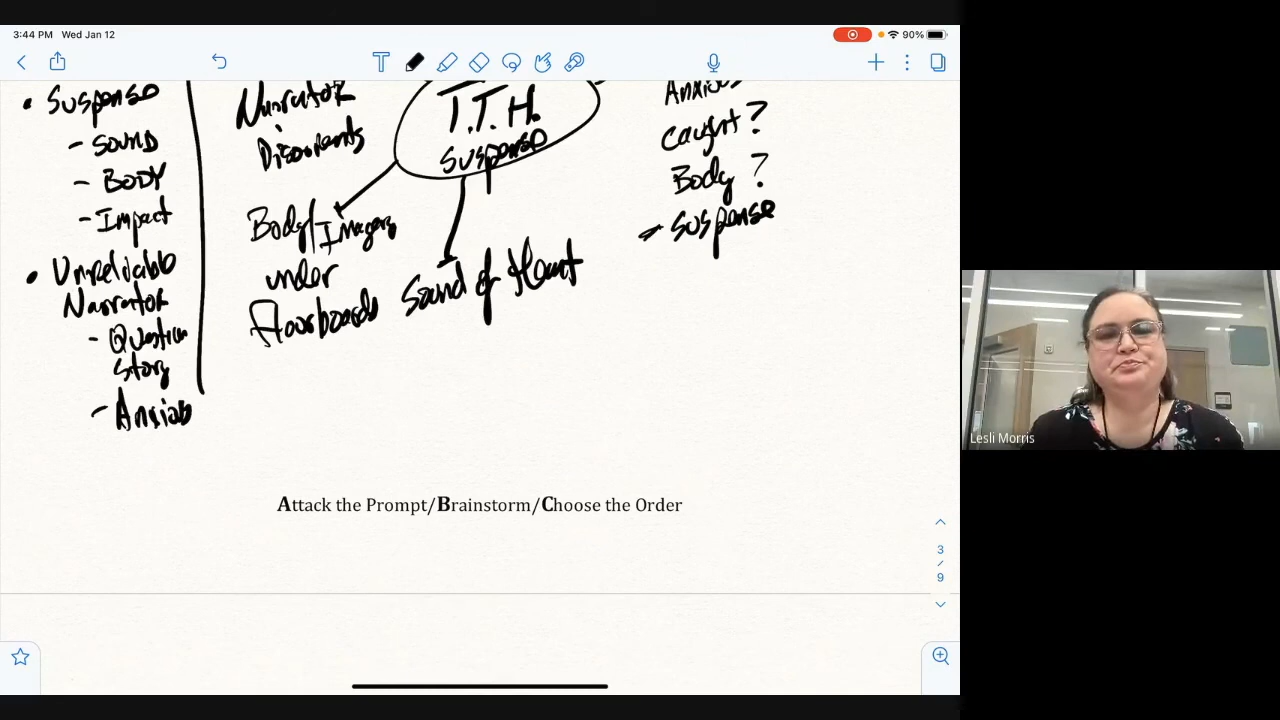 3:44 PM Wed Jan 12
90%
• Suspense
- Sound
- Body
- Impact
• Unreliable
Narrator
- Question
Story
- Anxious
Narrator
T.T.H.
Suspense
Body/Imagery
under
Floorboards
Sound of Heart
Anxious
Caught?
Body?
Suspense
Lesli Morris
Attack the Prompt/Brainstorm/Choose the Order
3
/
9